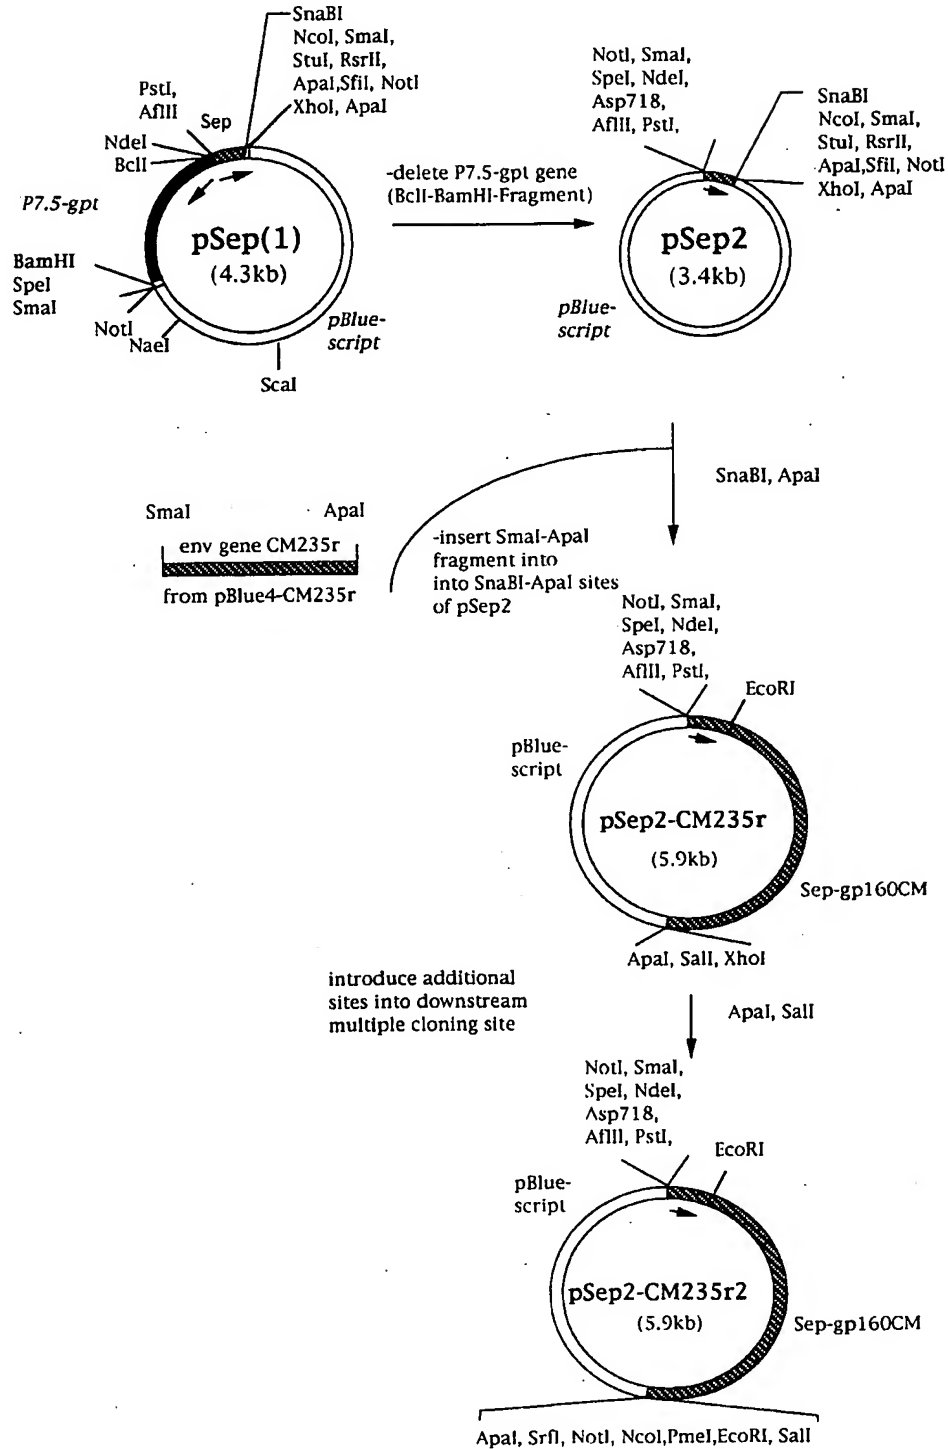 SnaBI
NcoI, SmaI,
StuI, RsrII,
ApaI,SfiI, NotI
XhoI, ApaI
PstI,
AflII
Sep
NdeI
BclI
P7.5-gpt
pSep(1)
(4.3kb)
BamHI
SpeI
SmaI
NotI
NaeI
ScaI
pBlue-
script
-delete P7.5-gpt gene
(BclI-BamHI-Fragment)
NotI, SmaI,
SpeI, NdeI,
Asp718,
AflII, PstI,
SnaBI
NcoI, SmaI,
StuI, RsrII,
ApaI,SfiI, NotI
XhoI, ApaI
pSep2
(3.4kb)
pBlue-
script
SnaBI, ApaI
SmaI ApaI
env gene CM235r
from pBlue4-CM235r
-insert SmaI-ApaI
fragment into
into SnaBI-ApaI sites
of pSep2
NotI, SmaI,
SpeI, NdeI,
Asp718,
AflII, PstI,
EcoRI
pBlue-
script
pSep2-CM235r
(5.9kb)
Sep-gp160CM
ApaI, SalI, XhoI
introduce additional
sites into downstream
multiple cloning site
ApaI, SalI
NotI, SmaI,
SpeI, NdeI,
Asp718,
AflII, PstI,
EcoRI
pBlue-
script
pSep2-CM235r2
(5.9kb)
Sep-gp160CM
ApaI, SrfI, NotI, NcoI,PmeI,EcoRI, SalI